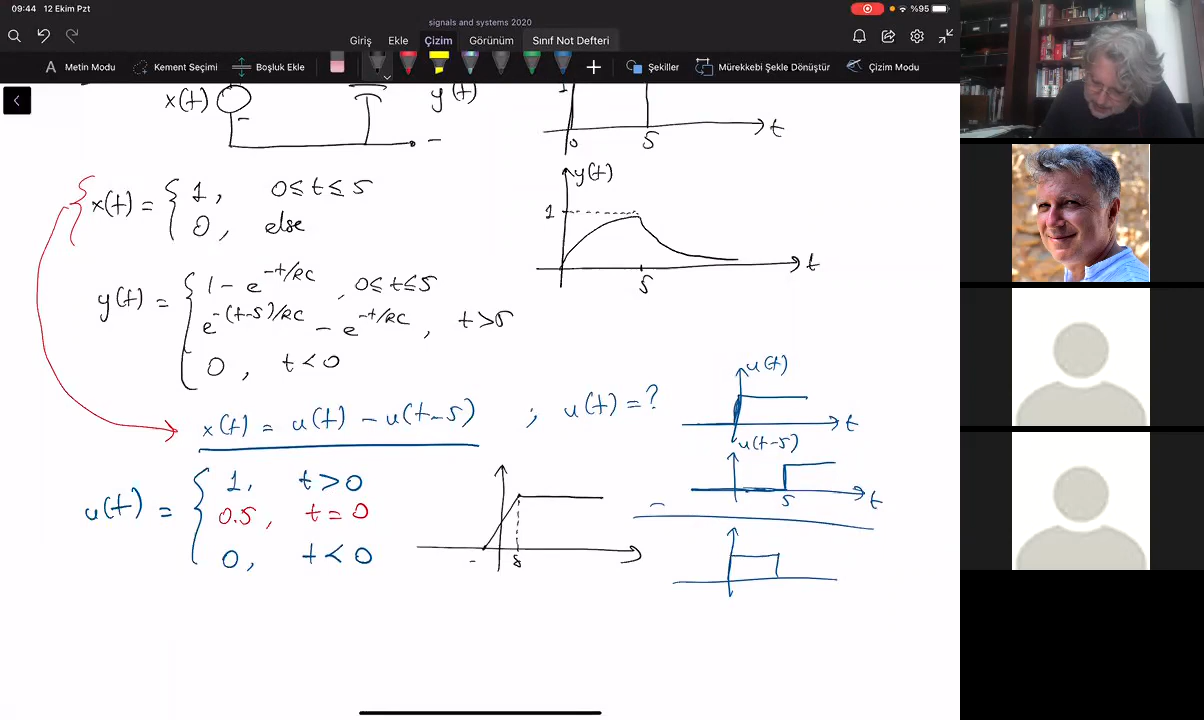 09:44 12 Ekim Pzt
%95
signals and systems 2020
Giriş Ekle Çizim Görünüm Sınıf Not Defteri
A Metin Modu Kement Seçimi Boşluk Ekle Şekiller Mürekkebi Şekle Dönüştür Çizim Modu
x(t) - y(t) -
1 0 5 t
x(t) = { 1, 0≤t≤5
0, else
y(t) 1 5 t
y(t) = { 1 - e^{-t/RC}, 0≤t≤5
e^{-(t-5)/RC} - e^{-t/RC}, t>5
0, t<0
x(t) = u(t) - u(t-5) ; u(t) = ?
u(t) t
u(t-5) 5 t
-
u(t) = { 1, t>0
0.5, t=0
0, t<0